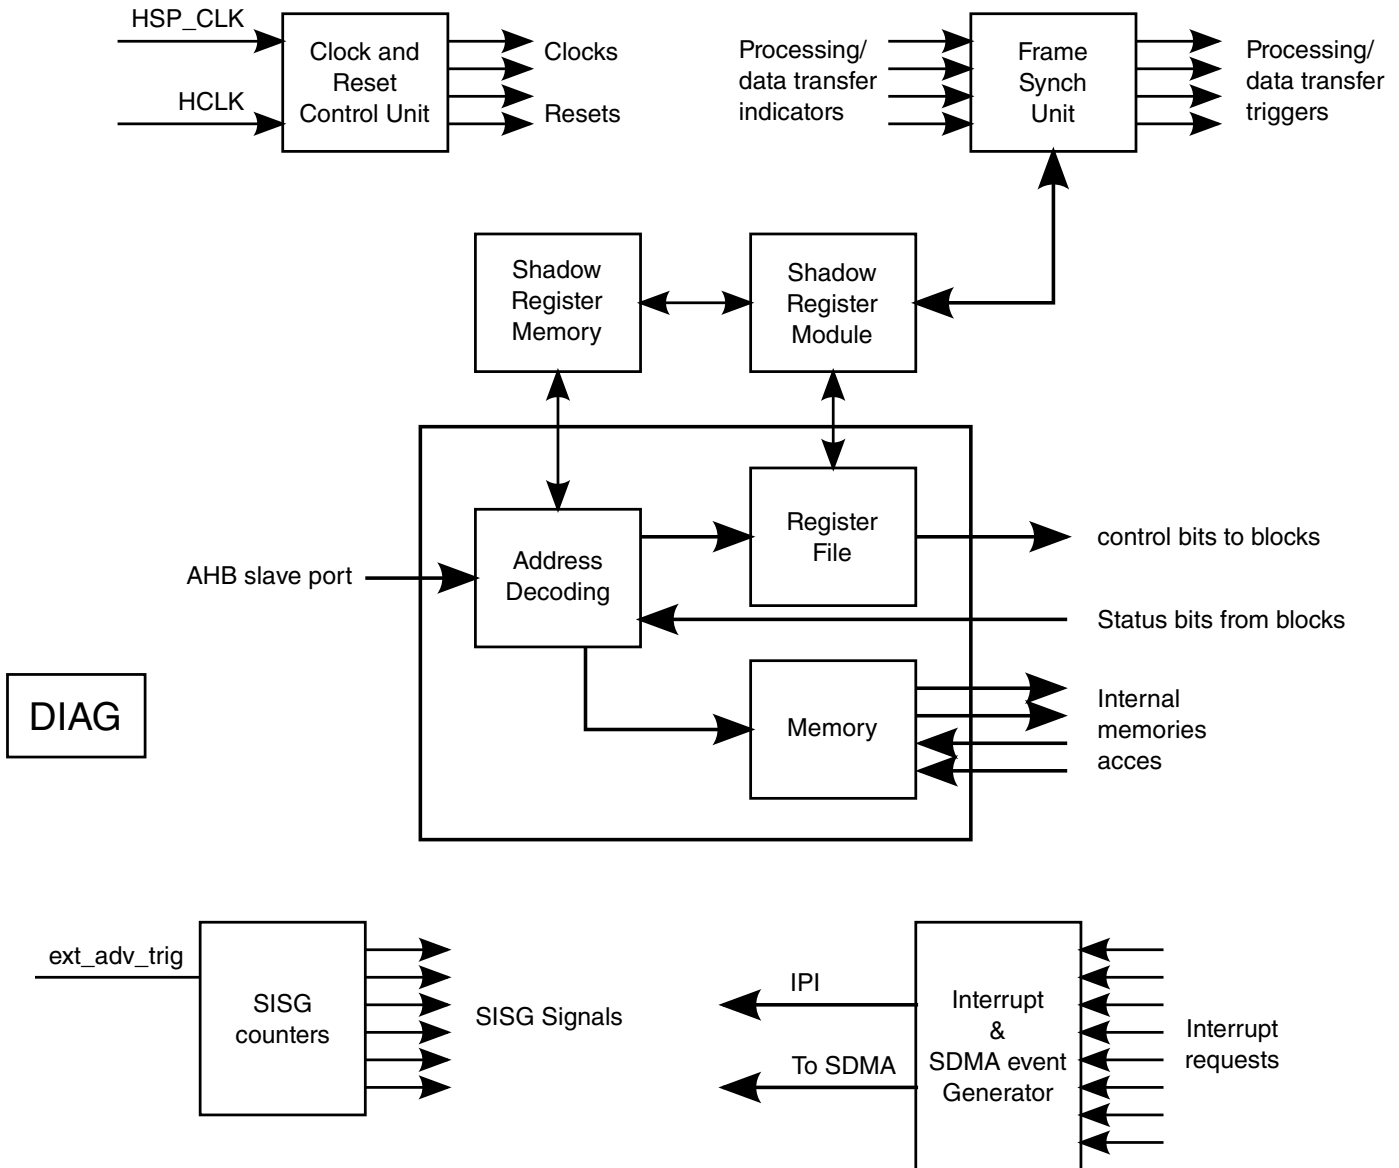 HSP_CLK
HCLK
Clock and
Reset
Control Unit
Clocks
Resets
Processing/
data transfer
indicators
Frame
Synch
Unit
Processing/
data transfer
triggers
Shadow
Register
Memory
Shadow
Register
Module
AHB slave port
Address
Decoding
Register
File
control bits to blocks
Status bits from blocks
DIAG
Memory
Internal
memories
acces
ext_adv_trig
SISG
counters
SISG Signals
IPI
To SDMA
Interrupt
&
SDMA event
Generator
Interrupt
requests